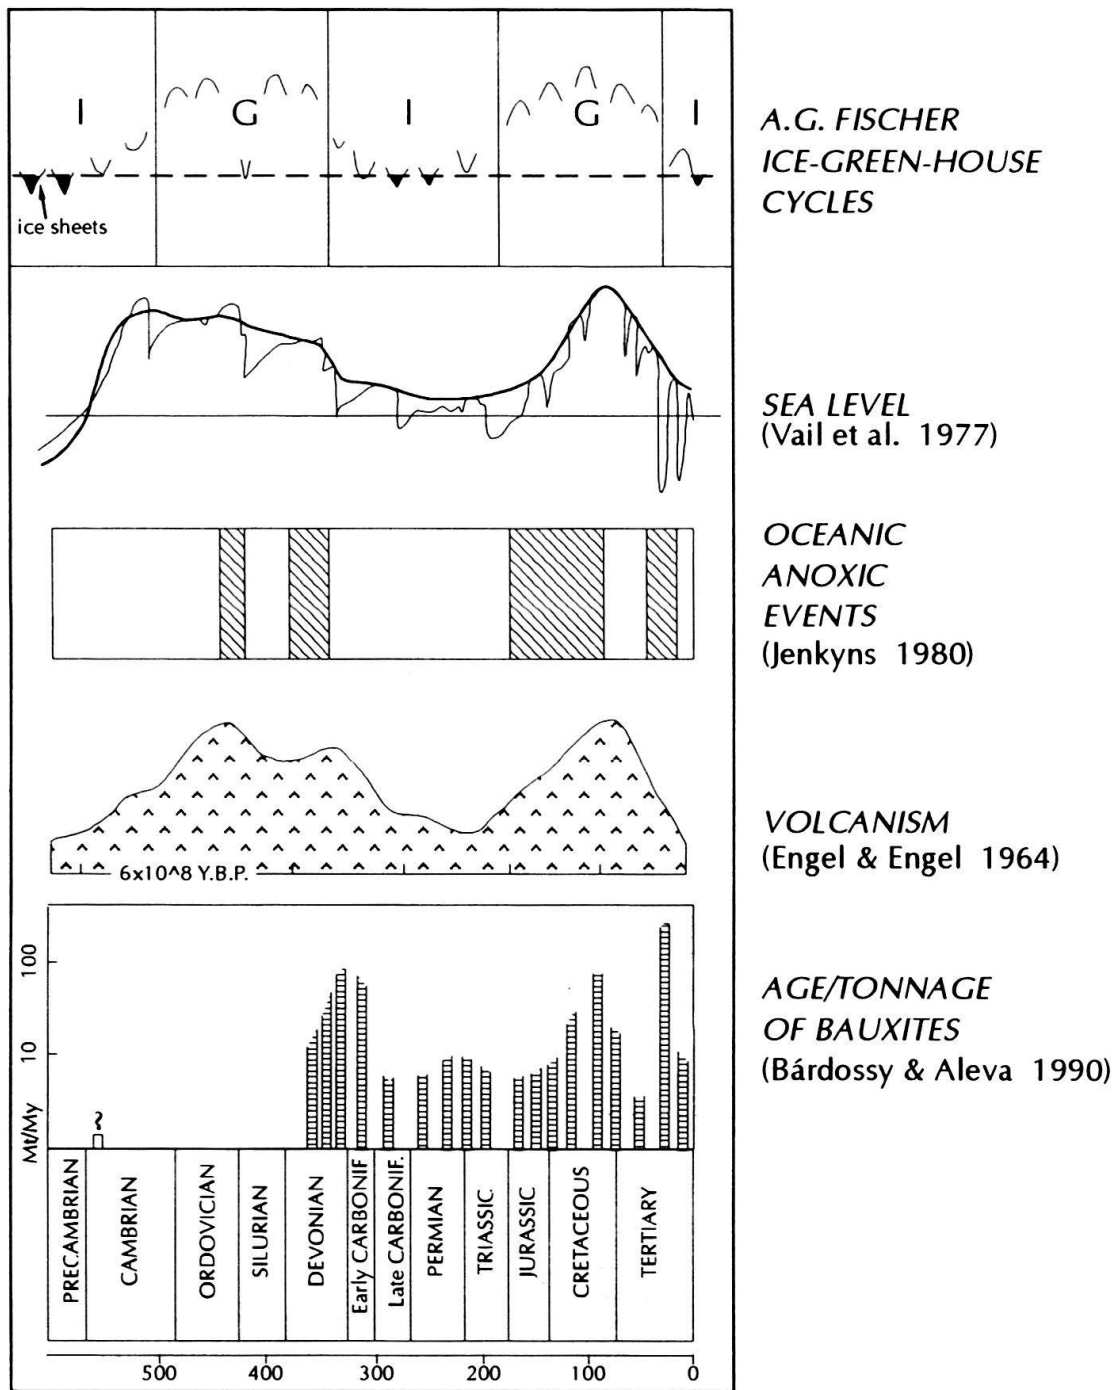 I
G
I
G
I
ice sheets
A.G. FISCHER
ICE-GREEN-HOUSE
CYCLES
SEA LEVEL
(Vail et al. 1977)
OCEANIC
ANOXIC
EVENTS
(Jenkyns 1980)
6x10^8 Y.B.P.
VOLCANISM
(Engel & Engel 1964)
100
10
Mt/My
?
AGE/TONNAGE
OF BAUXITES
(Bárdossy & Aleva 1990)
PRECAMBRIAN
CAMBRIAN
ORDOVICIAN
SILURIAN
DEVONIAN
Early CARBONIF
Late CARBONIF.
PERMIAN
TRIASSIC.
JURASSIC
CRETACEOUS
TERTIARY
500
400
300
200
100
0